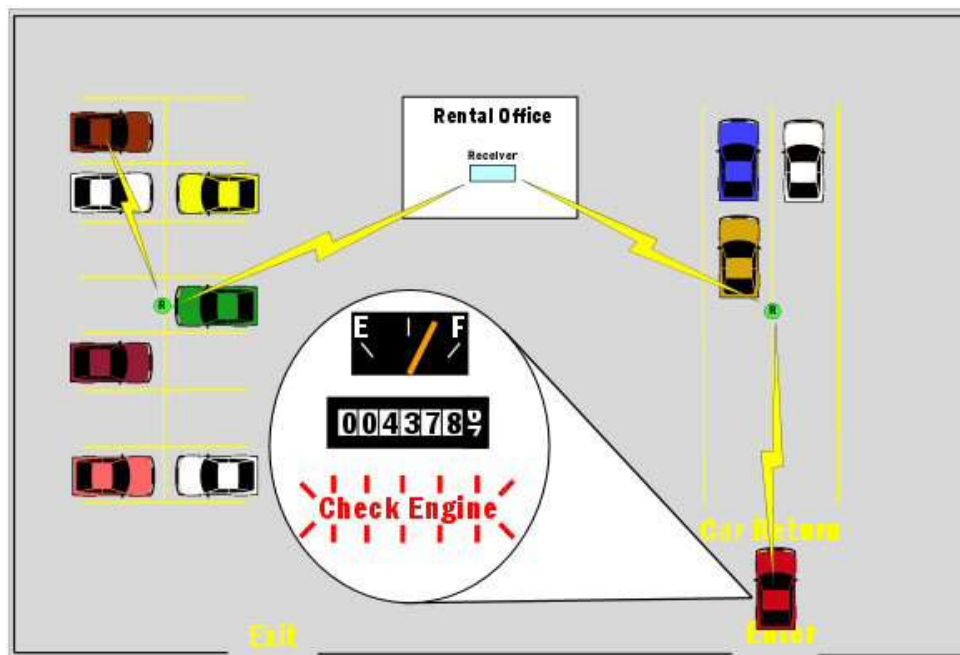 Rental Office
Receiver
R
R
E F
004378
Check Engine
Car Return
Exit
Enter